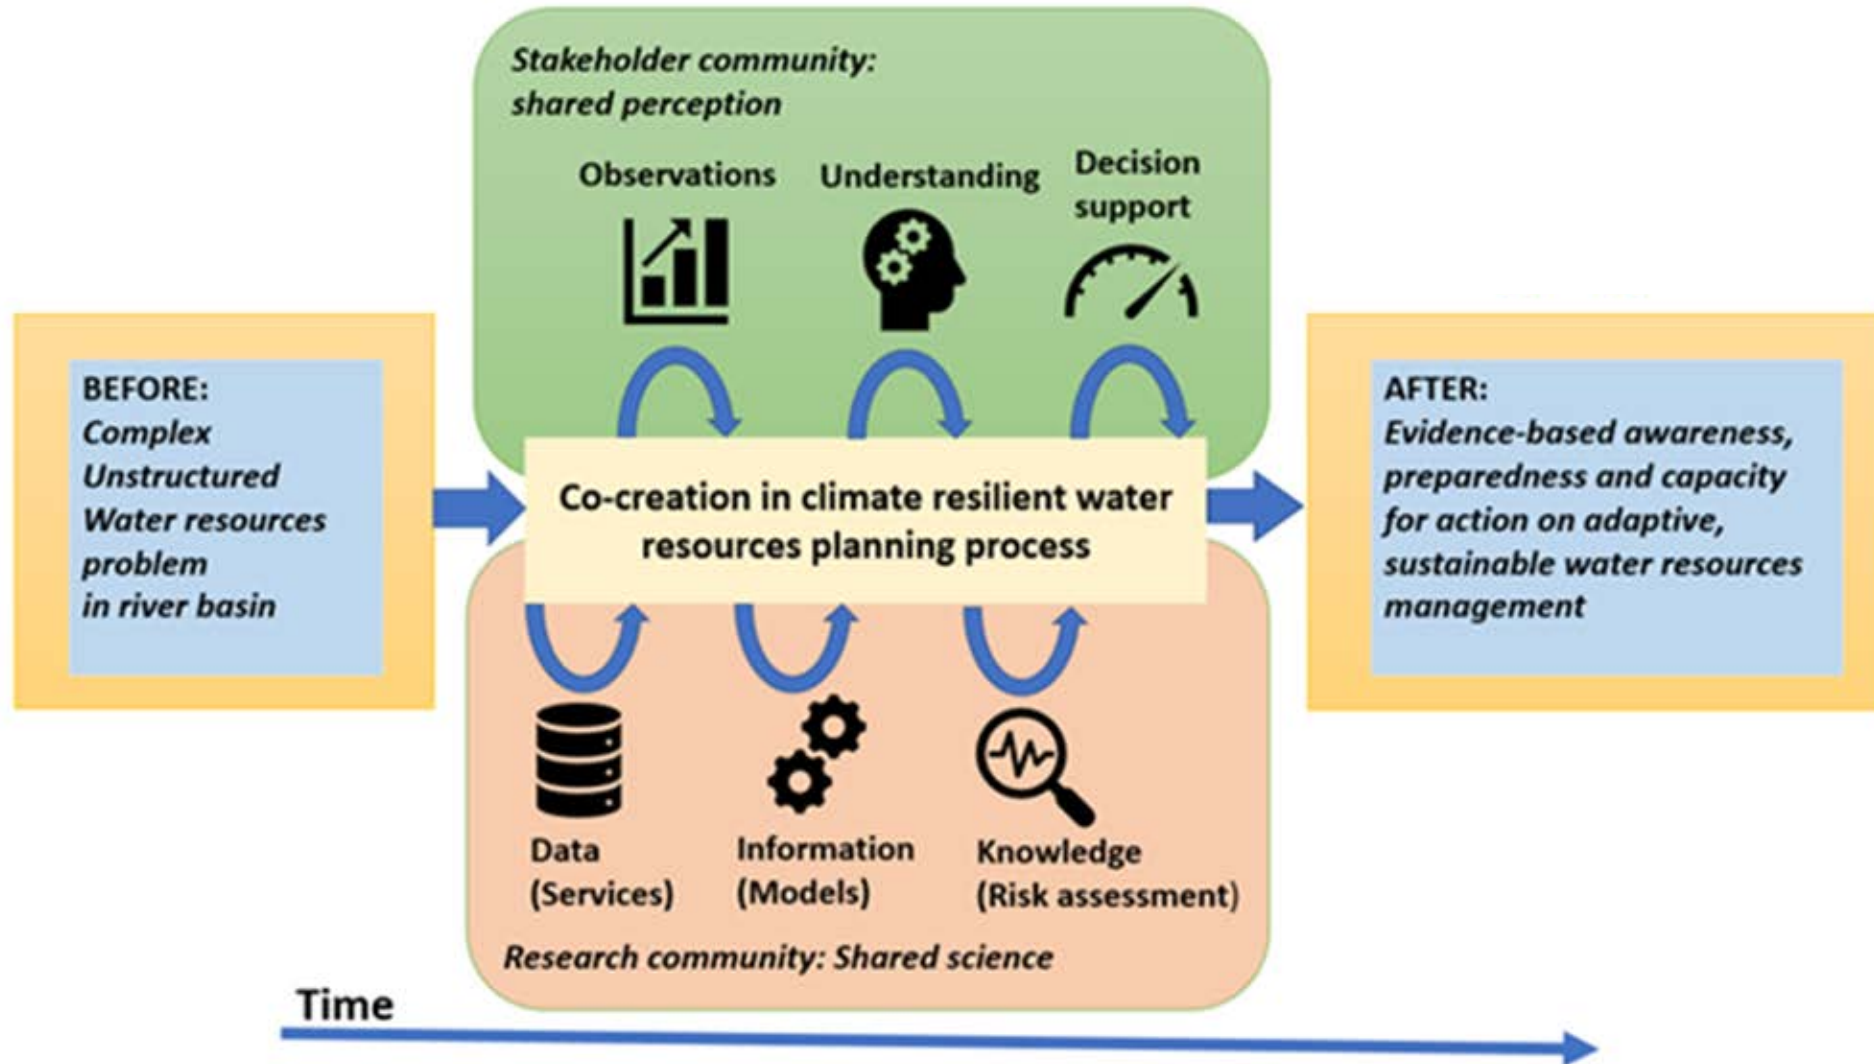 Stakeholder community:
shared perception
Observations
Understanding
Decision
support
BEFORE:
Complex
Unstructured
Water resources
problem
in river basin
Co-creation in climate resilient water
resources planning process
AFTER:
Evidence-based awareness,
preparedness and capacity
for action on adaptive,
sustainable water resources
management
Data
(Services)
Information
(Models)
Knowledge
(Risk assessment)
Research community: Shared science
Time